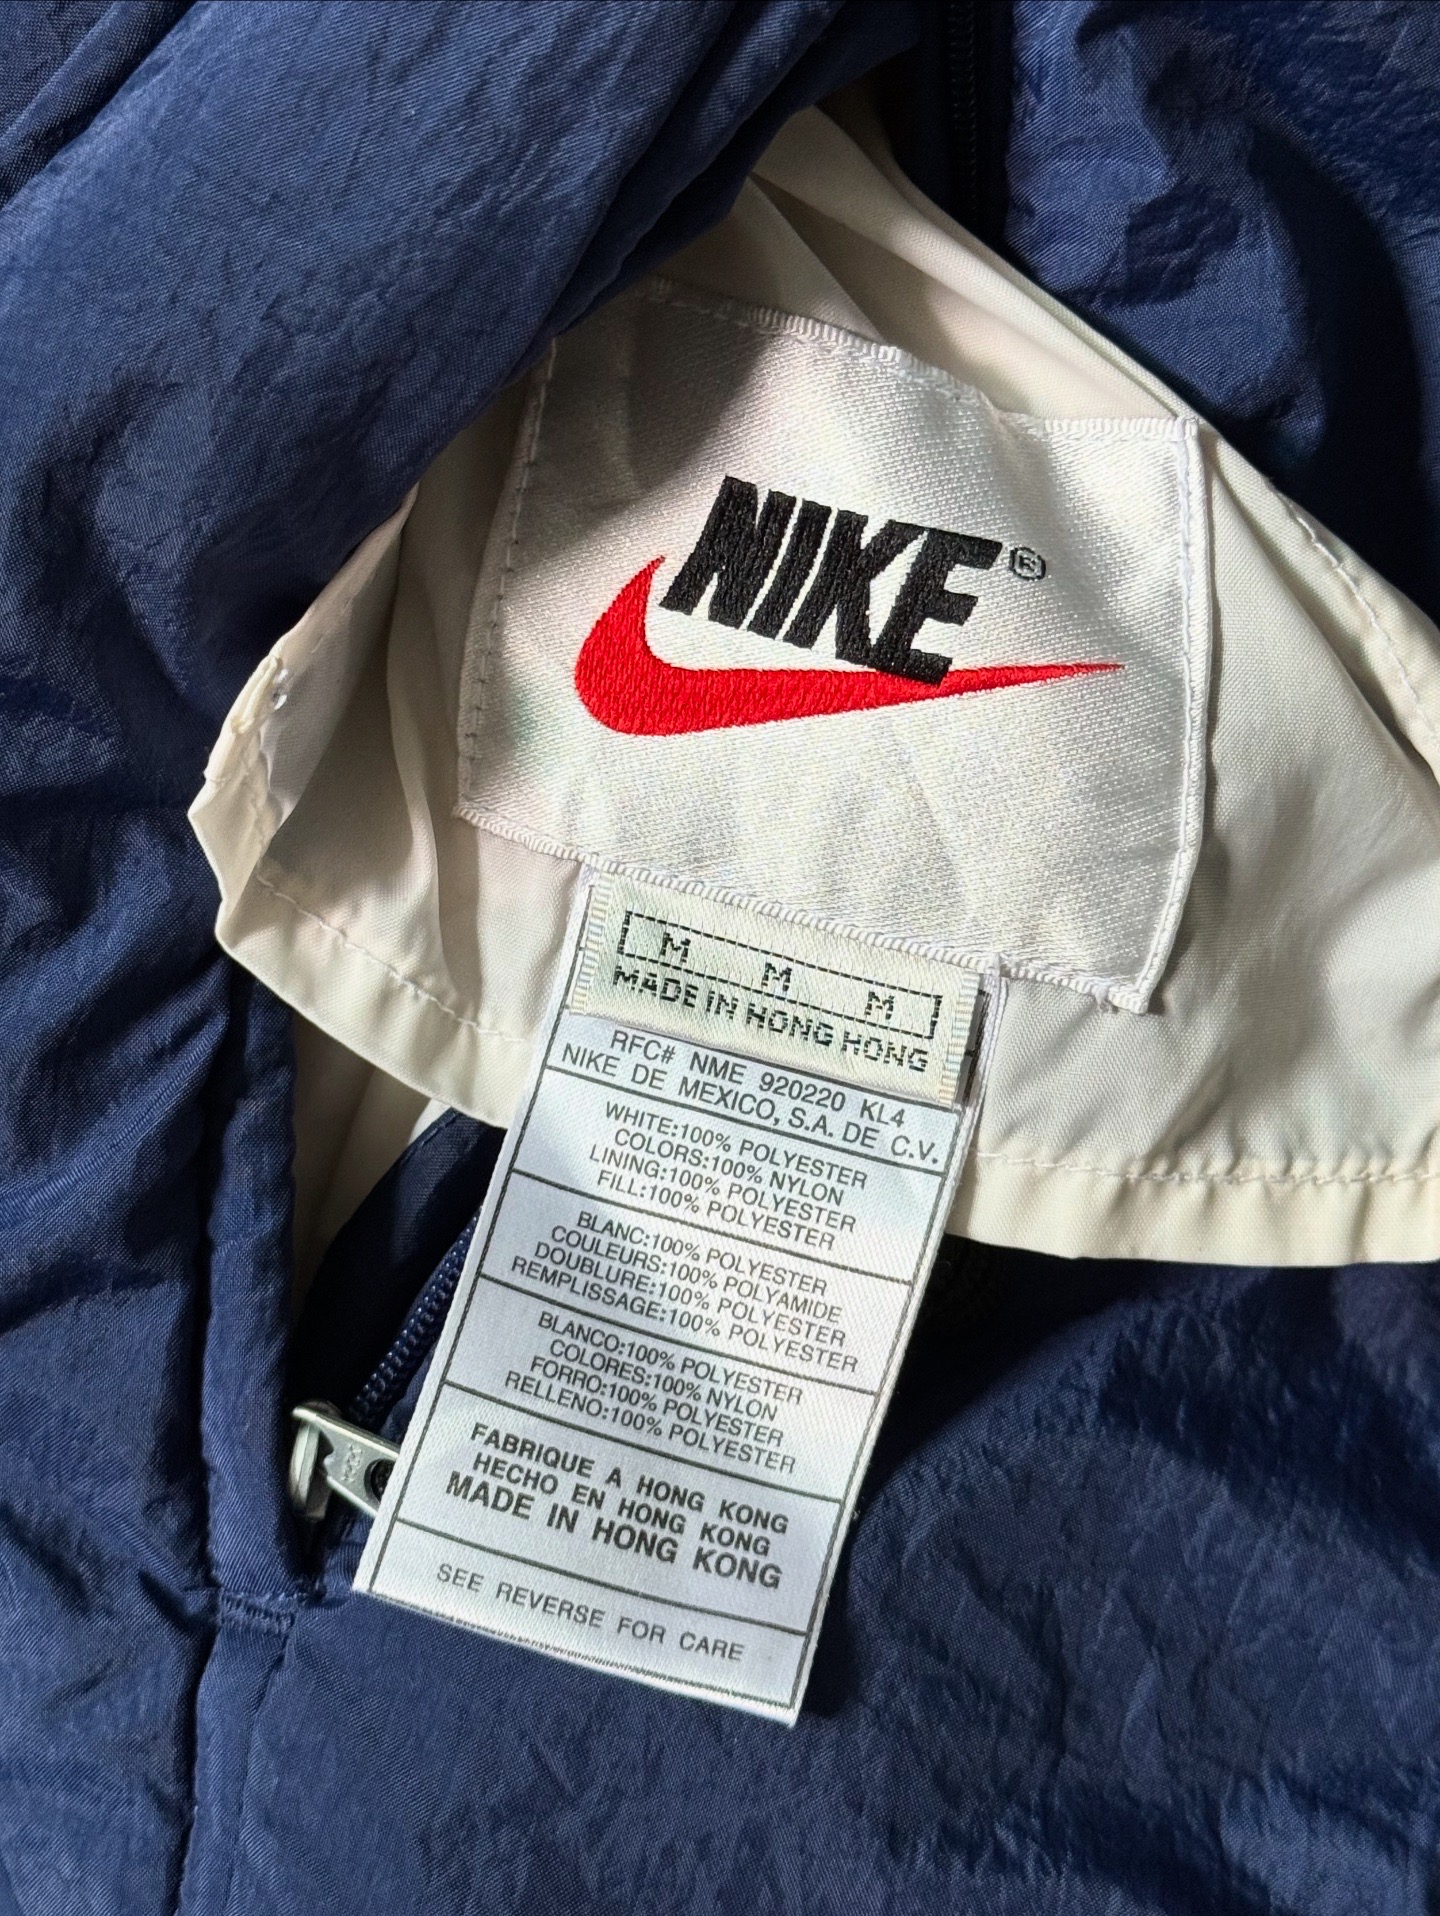 NIKE®
M M M
MADE IN HONG HONG
RFC# NME 920220 KL4
NIKE DE MEXICO, S.A. DE C.V.
WHITE:100% POLYESTER
COLORS:100% NYLON
LINING:100% POLYESTER
FILL:100% POLYESTER
BLANC:100% POLYESTER
COULEURS:100% POLYAMIDE
DOUBLURE:100% POLYESTER
REMPLISSAGE:100% POLYESTER
BLANCO:100% POLYESTER
COLORES:100% NYLON
FORRO:100% POLYESTER
RELLENO:100% POLYESTER
FABRIQUE A HONG KONG
HECHO EN HONG KONG
MADE IN HONG KONG
SEE REVERSE FOR CARE